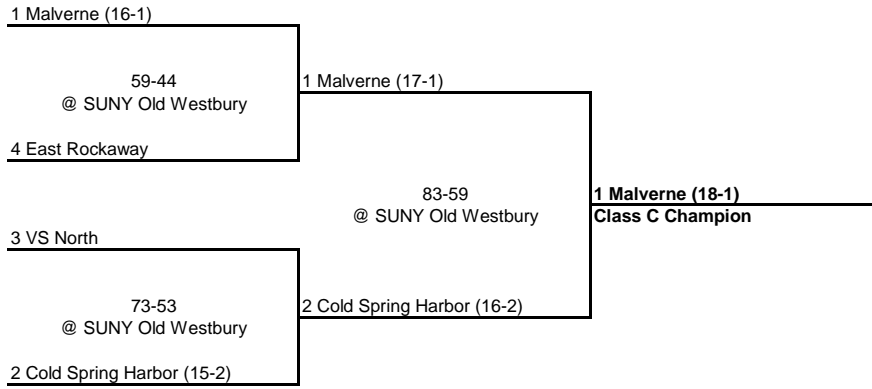 1 Malverne (16-1)
59-44
@ SUNY Old Westbury
1 Malverne (17-1)
4 East Rockaway
83-59
@ SUNY Old Westbury
1 Malverne (18-1)
Class C Champion
3 VS North
73-53
@ SUNY Old Westbury
2 Cold Spring Harbor (16-2)
2 Cold Spring Harbor (15-2)